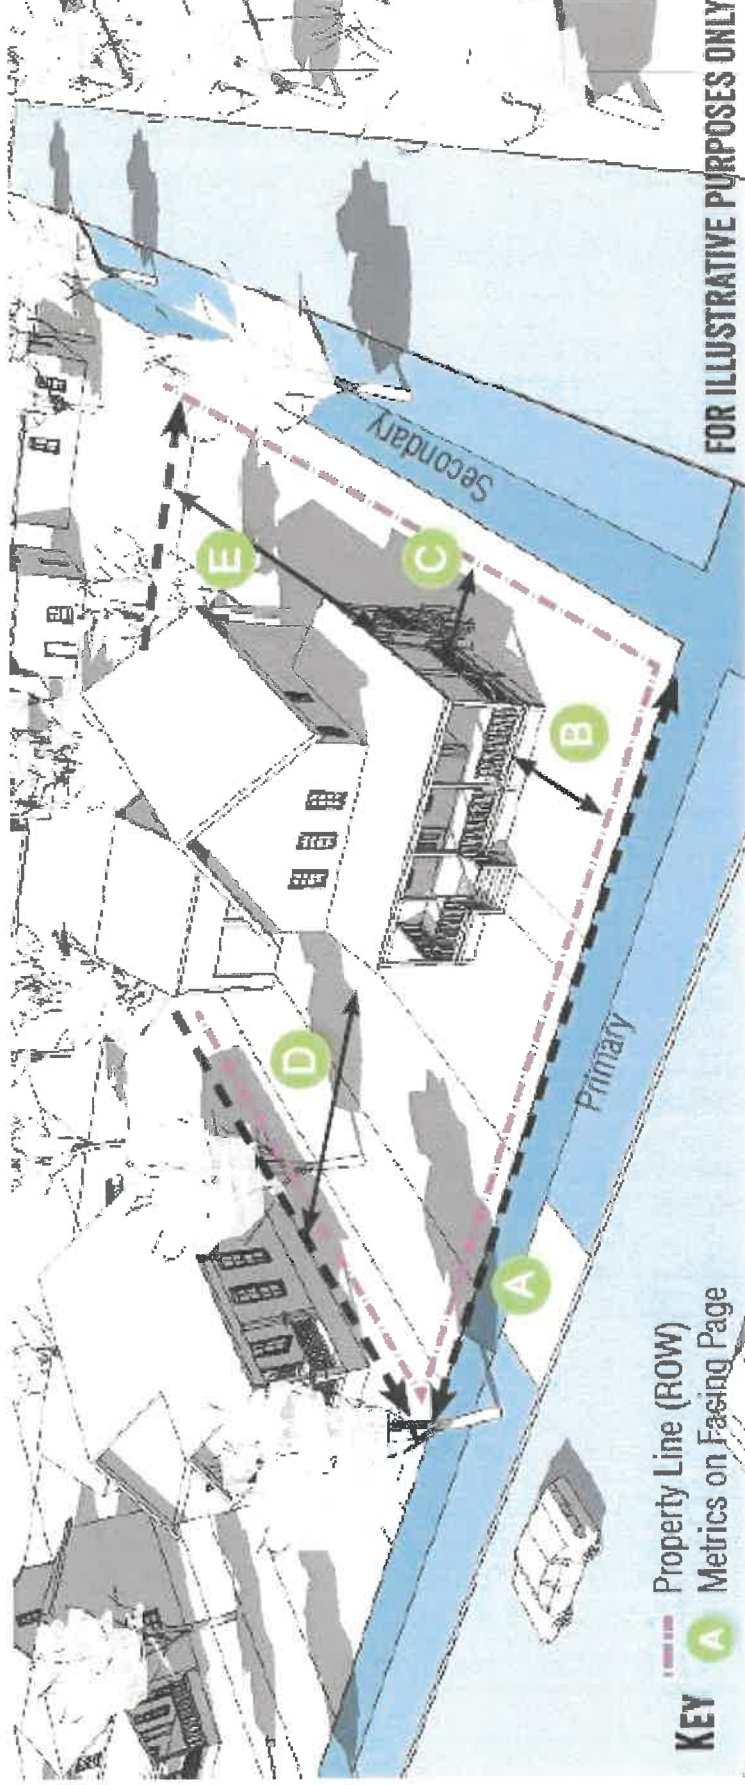 E
C
Secondary
B
D
Primary
A
KEY
Property Line (ROW)
A Metrics on Facing Page
FOR ILLUSTRATIVE PURPOSES ONLY